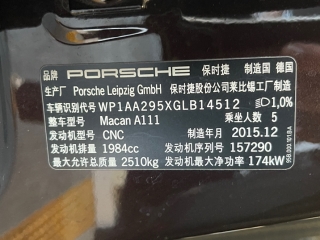 品牌 PORSCHE 保时捷 制造国 德国
生产厂 Porsche Leipzig GmbH 保时捷股份公司莱比锡工厂制造
车辆识别代号 WP1AA295XGLB14512 1,0%
整车型号 Macan A111 乘坐人数 5
发动机型号 CNC 制造年月 2015.12
发动机排量 1984cc 发动机序列号 157290
最大允许总质量 2510kg 发动机最大净功率 174kW